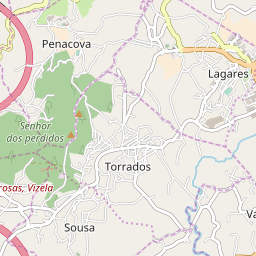 Penacova
Lagares
Senhor
dos perdidos
Torrados
rosas, Vizela
Sousa
Va